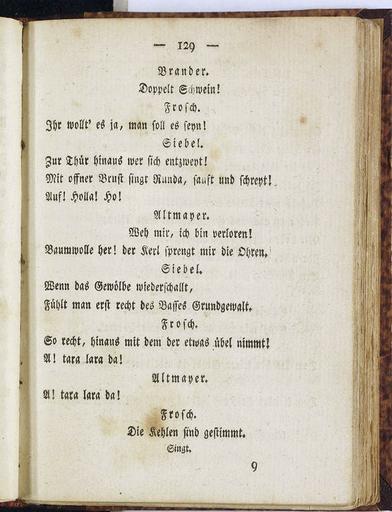 — 129 —
Brander.
Doppelt Schwein!
Frosch.
Ihr wollt' es ja, man soll es seyn!
Siebel.
Zur Thür hinaus wer sich entzweyt!
Mit offner Brust singt Runda, sauft und schreyt!
Auf! Holla! Ho!
Altmayer.
Weh mir, ich bin verloren!
Baumwolle her! der Kerl sprengt mir die Ohren.
Siebel.
Wenn das Gewölbe wiederschallt,
Fühlt man erst recht des Basses Grundgewalt.
Frosch.
So recht, hinaus mit dem der etwas übel nimmt!
A! tara lara da!
Altmayer.
A! tara lara da!
Frosch.
Die Kehlen sind gestimmt.
Singt.
9